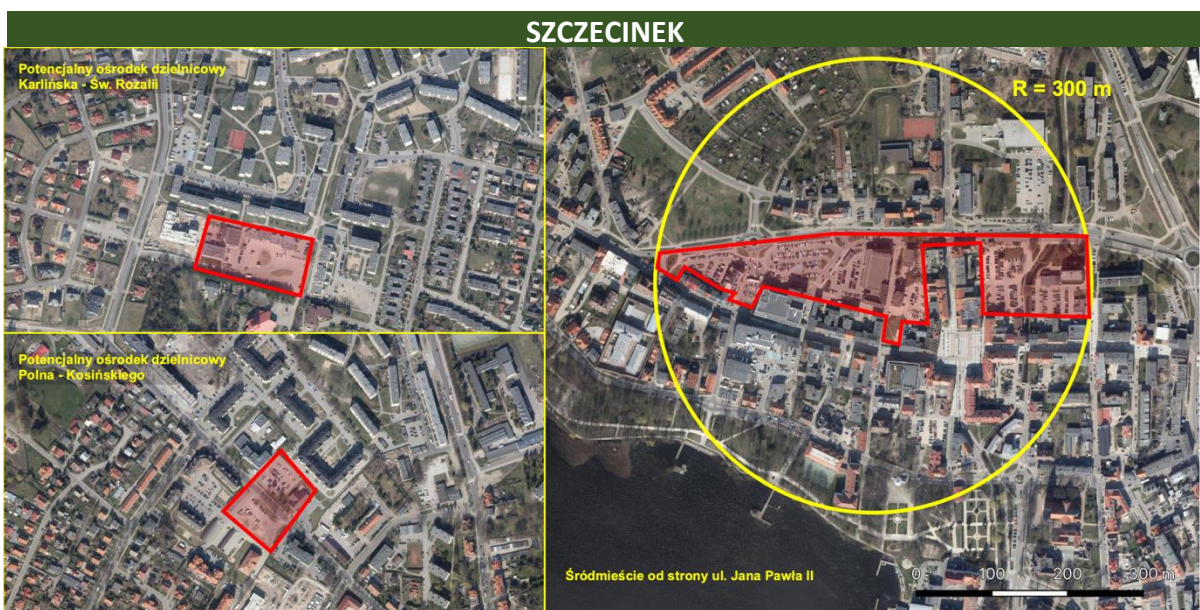 SZCZECINEK
Potencjalny ośrodek dzielnicowy
Karlińska - Św. Rozalii
R = 300 m
Potencjalny ośrodek dzielnicowy
Polna - Kosińskiego
Śródmieście od strony ul. Jana Pawła II
0 100 200 300 m